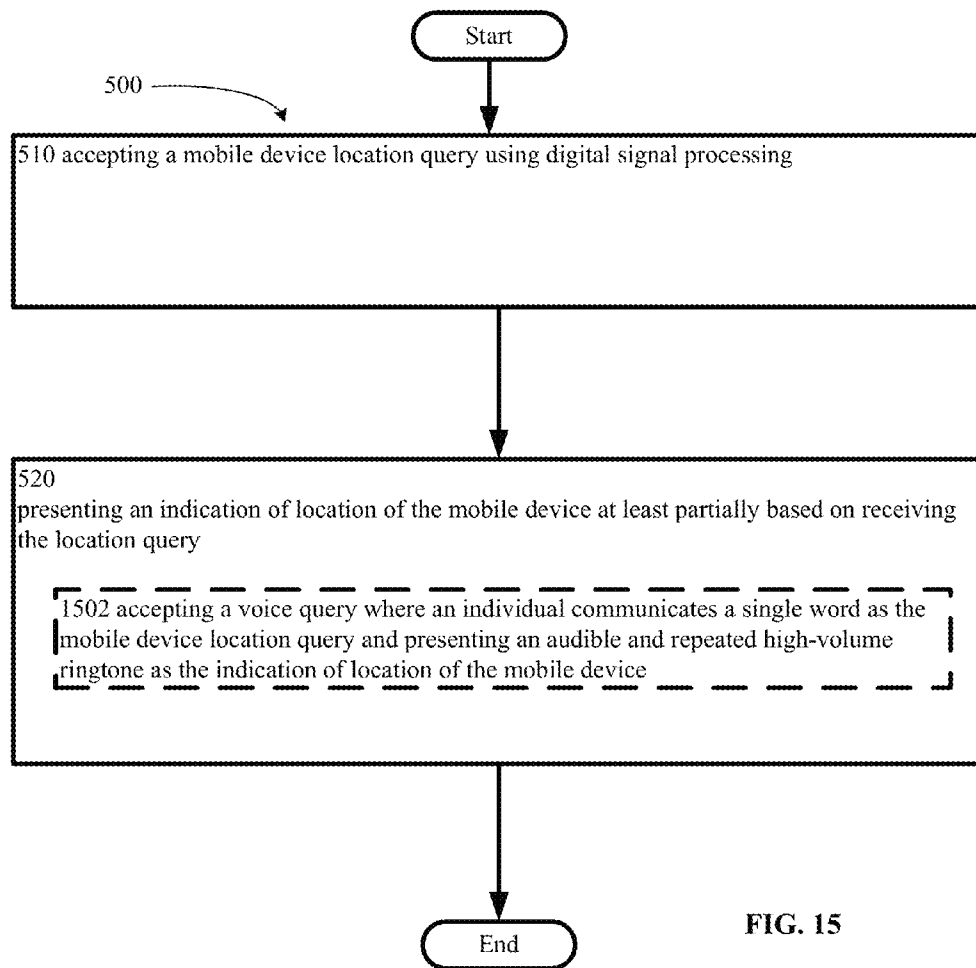 Start
500
510 accepting a mobile device location query using digital signal processing
520
presenting an indication of location of the mobile device at least partially based on receiving
the location query
1502 accepting a voice query where an individual communicates a single word as the
mobile device location query and presenting an audible and repeated high-volume
ringtone as the indication of location of the mobile device
End
FIG. 15